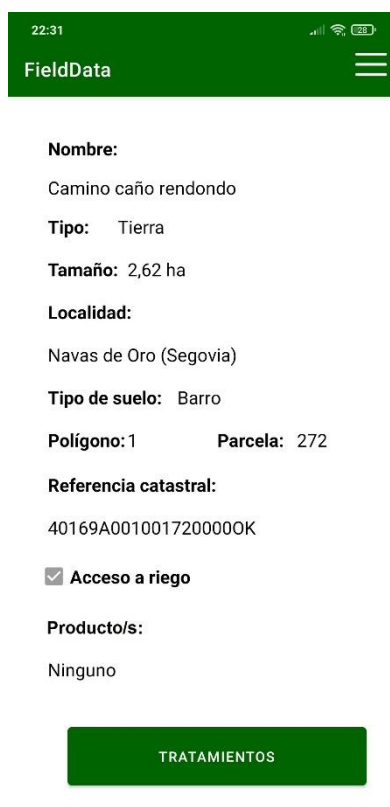 22:31
28
FieldData
Nombre:
Camino caño rendondo
Tipo: Tierra
Tamaño: 2,62 ha
Localidad:
Navas de Oro (Segovia)
Tipo de suelo: Barro
Polígono: 1 Parcela: 272
Referencia catastral:
40169A001001720000OK
Acceso a riego
Producto/s:
Ninguno
TRATAMIENTOS